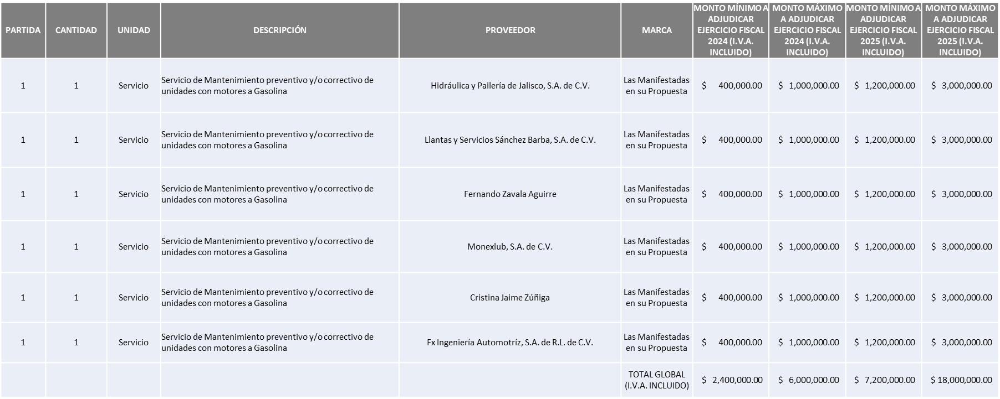 PARTIDA
CANTIDAD
UNIDAD
DESCRIPCIÓN
PROVEEDOR
MARCA
MONTO MÍNIMO A
ADJUDICAR
EJERCICIO FISCAL
2024 (I.V.A.
INCLUIDO)
MONTO MÁXIMO
A ADJUDICAR
EJERCICIO FISCAL
2024 (I.V.A.
INCLUIDO)
MONTO MÍNIMO A
ADJUDICAR
EJERCICIO FISCAL
2025 (I.V.A.
INCLUIDO)
MONTO MÁXIMO
A ADJUDICAR
EJERCICIO FISCAL
2025 (I.V.A.
INCLUIDO)
1
1
Servicio
Servicio de Mantenimiento preventivo y/o correctivo de
unidades con motores a Gasolina
Hidráulica y Pailería de Jalisco, S.A. de C.V.
Las Manifestadas
en su Propuesta
$ 400,000.00
$ 1,000,000.00
$ 1,200,000.00
$ 3,000,000.00
1
1
Servicio
Servicio de Mantenimiento preventivo y/o correctivo de
unidades con motores a Gasolina
Llantas y Servicios Sánchez Barba, S.A. de C.V.
Las Manifestadas
en su Propuesta
$ 400,000.00
$ 1,000,000.00
$ 1,200,000.00
$ 3,000,000.00
1
1
Servicio
Servicio de Mantenimiento preventivo y/o correctivo de
unidades con motores a Gasolina
Fernando Zavala Aguirre
Las Manifestadas
en su Propuesta
$ 400,000.00
$ 1,000,000.00
$ 1,200,000.00
$ 3,000,000.00
1
1
Servicio
Servicio de Mantenimiento preventivo y/o correctivo de
unidades con motores a Gasolina
Monexlub, S.A. de C.V.
Las Manifestadas
en su Propuesta
$ 400,000.00
$ 1,000,000.00
$ 1,200,000.00
$ 3,000,000.00
1
1
Servicio
Servicio de Mantenimiento preventivo y/o correctivo de
unidades con motores a Gasolina
Cristina Jaime Zúñiga
Las Manifestadas
en su Propuesta
$ 400,000.00
$ 1,000,000.00
$ 1,200,000.00
$ 3,000,000.00
1
1
Servicio
Servicio de Mantenimiento preventivo y/o correctivo de
unidades con motores a Gasolina
Fx Ingeniería Automotríz, S.A. de R.L. de C.V.
Las Manifestadas
en su Propuesta
$ 400,000.00
$ 1,000,000.00
$ 1,200,000.00
$ 3,000,000.00
TOTAL GLOBAL
(I.V.A. INCLUIDO)
$ 2,400,000.00
$ 6,000,000.00
$ 7,200,000.00
$ 18,000,000.00